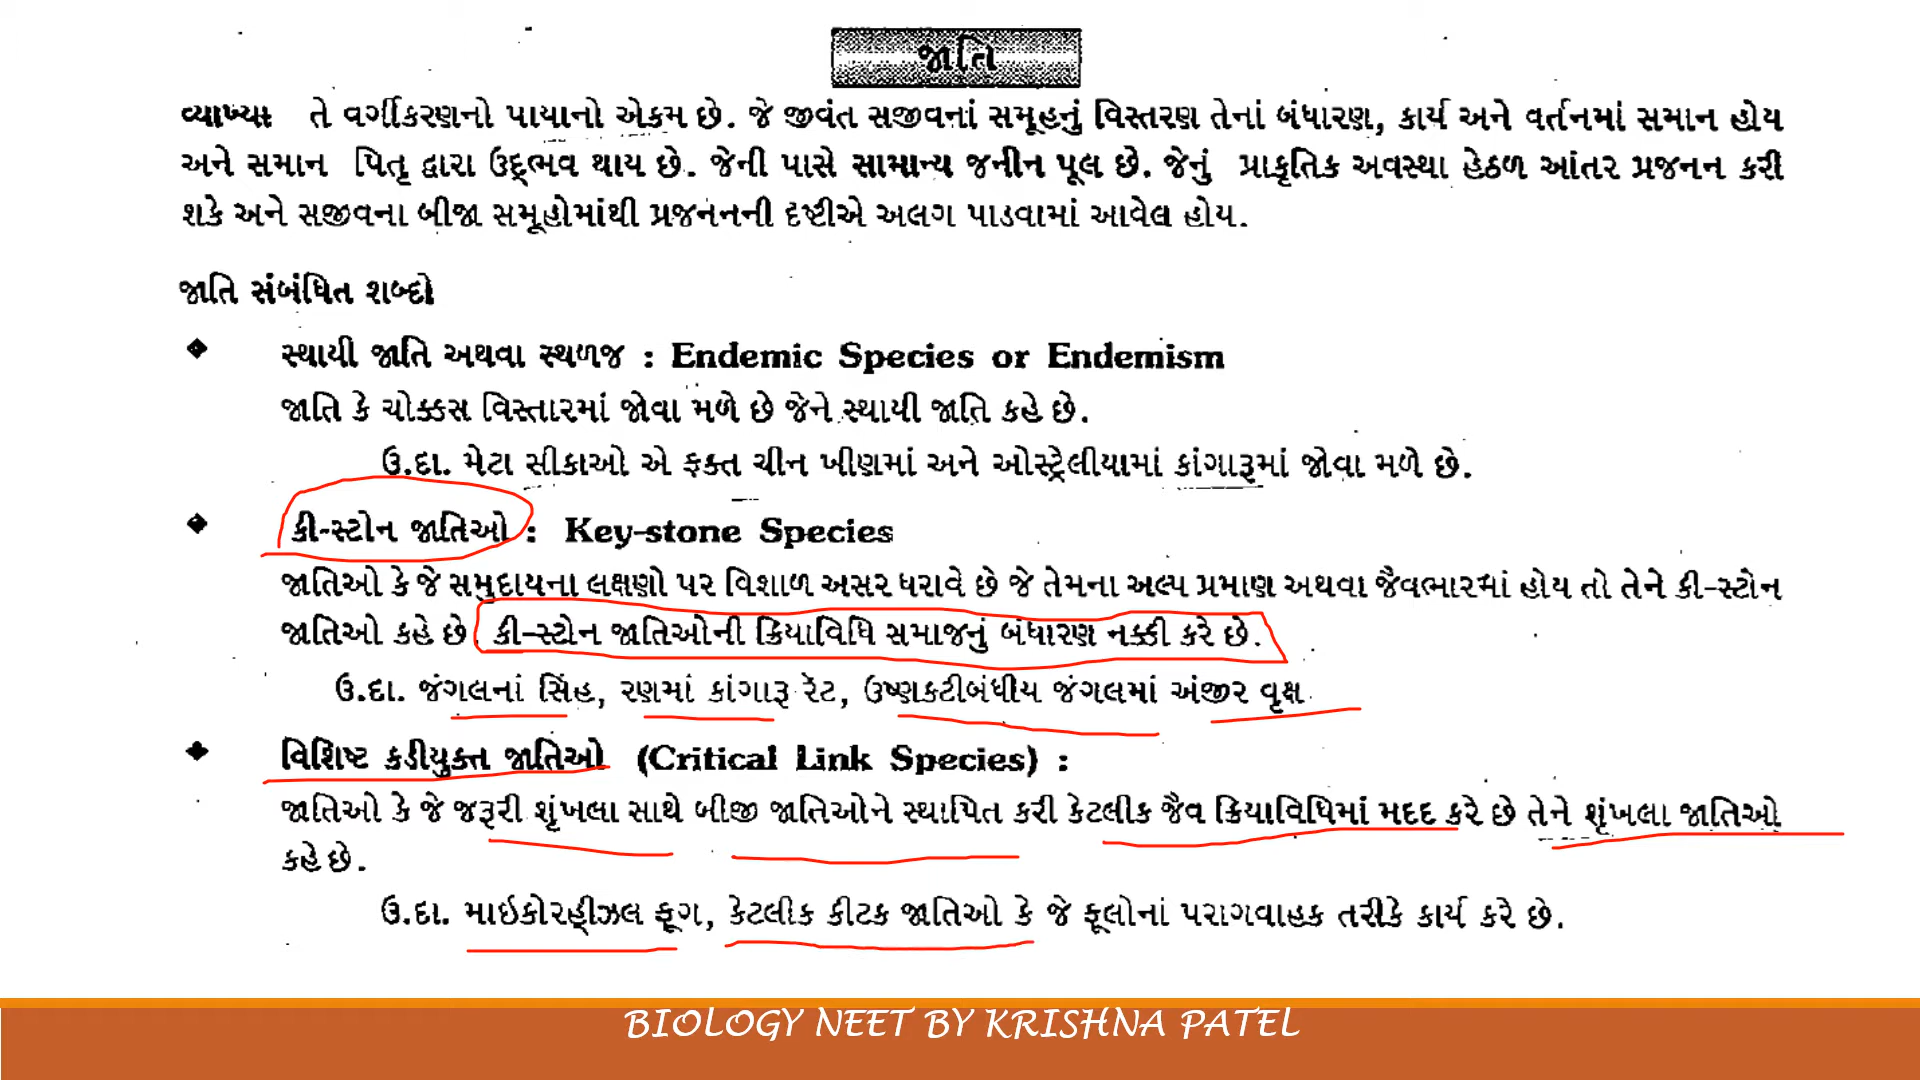 જાતિ
વ્યાખ્યા તે વર્ગીકરણનો પાયાનો એકમ છે. જે જીવંત સજીવનાં સમૂહનું વિસ્તરણ તેનાં બંધારણ, કાર્ય અને વર્તનમાં સમાન હોય
અને સમાન પિતૃ દ્વારા ઉદ્ભવ થાય છે. જેની પાસે સામાન્ય જનીન પૂલ છે. જેનું પ્રાકૃતિક અવસ્થા હેઠળ આંતર પ્રજનન કરી
શકે અને સજીવના બીજા સમૂહોમાંથી પ્રજનનની દૃષ્ટીએ અલગ પાડવામાં આવેલ હોય.
જાતિ સંબંધિત શબ્દો
❖ સ્થાયી જાતિ અથવા સ્થળજ : Endemic Species or Endemism
જાતિ કે ચોક્કસ વિસ્તારમાં જોવા મળે છે જેને સ્થાયી જાતિ કહે છે.
ઉ.દા. મેટા સીકાઓ એ ફક્ત ચીન ખીણમાં અને ઓસ્ટ્રેલીયામાં કાંગારૂમાં જોવા મળે છે.
❖ કી-સ્ટોન જાતિઓ : Key-stone Species
જાતિઓ કે જે સમુદાયના લક્ષણો પર વિશાળ અસર ધરાવે છે જે તેમના અલ્પ પ્રમાણ અથવા જૈવભારમાં હોય તો તેને કી-સ્ટોન
જાતિઓ કહે છે. કી-સ્ટોન જાતિઓની ક્રિયાવિધિ સમાજનું બંધારણ નક્કી કરે છે.
ઉ.દા. જંગલનાં સિંહ, રણમાં કાંગારૂ રેટ, ઉષ્ણકટીબંધીય જંગલમાં અંજીર વૃક્ષ
❖ વિશિષ્ટ કડીયુક્ત જાતિઓ (Critical Link Species) :
જાતિઓ કે જે જરૂરી શૃંખલા સાથે બીજી જાતિઓને સ્થાપિત કરી કેટલીક જૈવ ક્રિયાવિધિમાં મદદ કરે છે તેને શૃંખલા જાતિઓ
કહે છે.
ઉ.દા. માઇકોરહીઝલ ફૂગ, કેટલીક કીટક જાતિઓ કે જે ફૂલોનાં પરાગવાહક તરીકે કાર્ય કરે છે.
BIOLOGY NEET BY KRISHNA PATEL